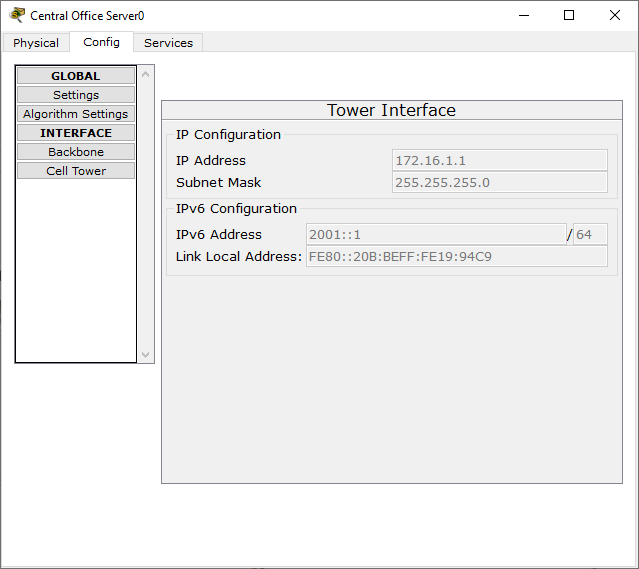 Central Office Server0
Physical Config Services
GLOBAL
Settings
Algorithm Settings
INTERFACE
Backbone
Cell Tower
Tower Interface
IP Configuration
IP Address 172.16.1.1
Subnet Mask 255.255.255.0
IPv6 Configuration
IPv6 Address 2001::1 / 64
Link Local Address: FE80::20B:BEFF:FE19:94C9